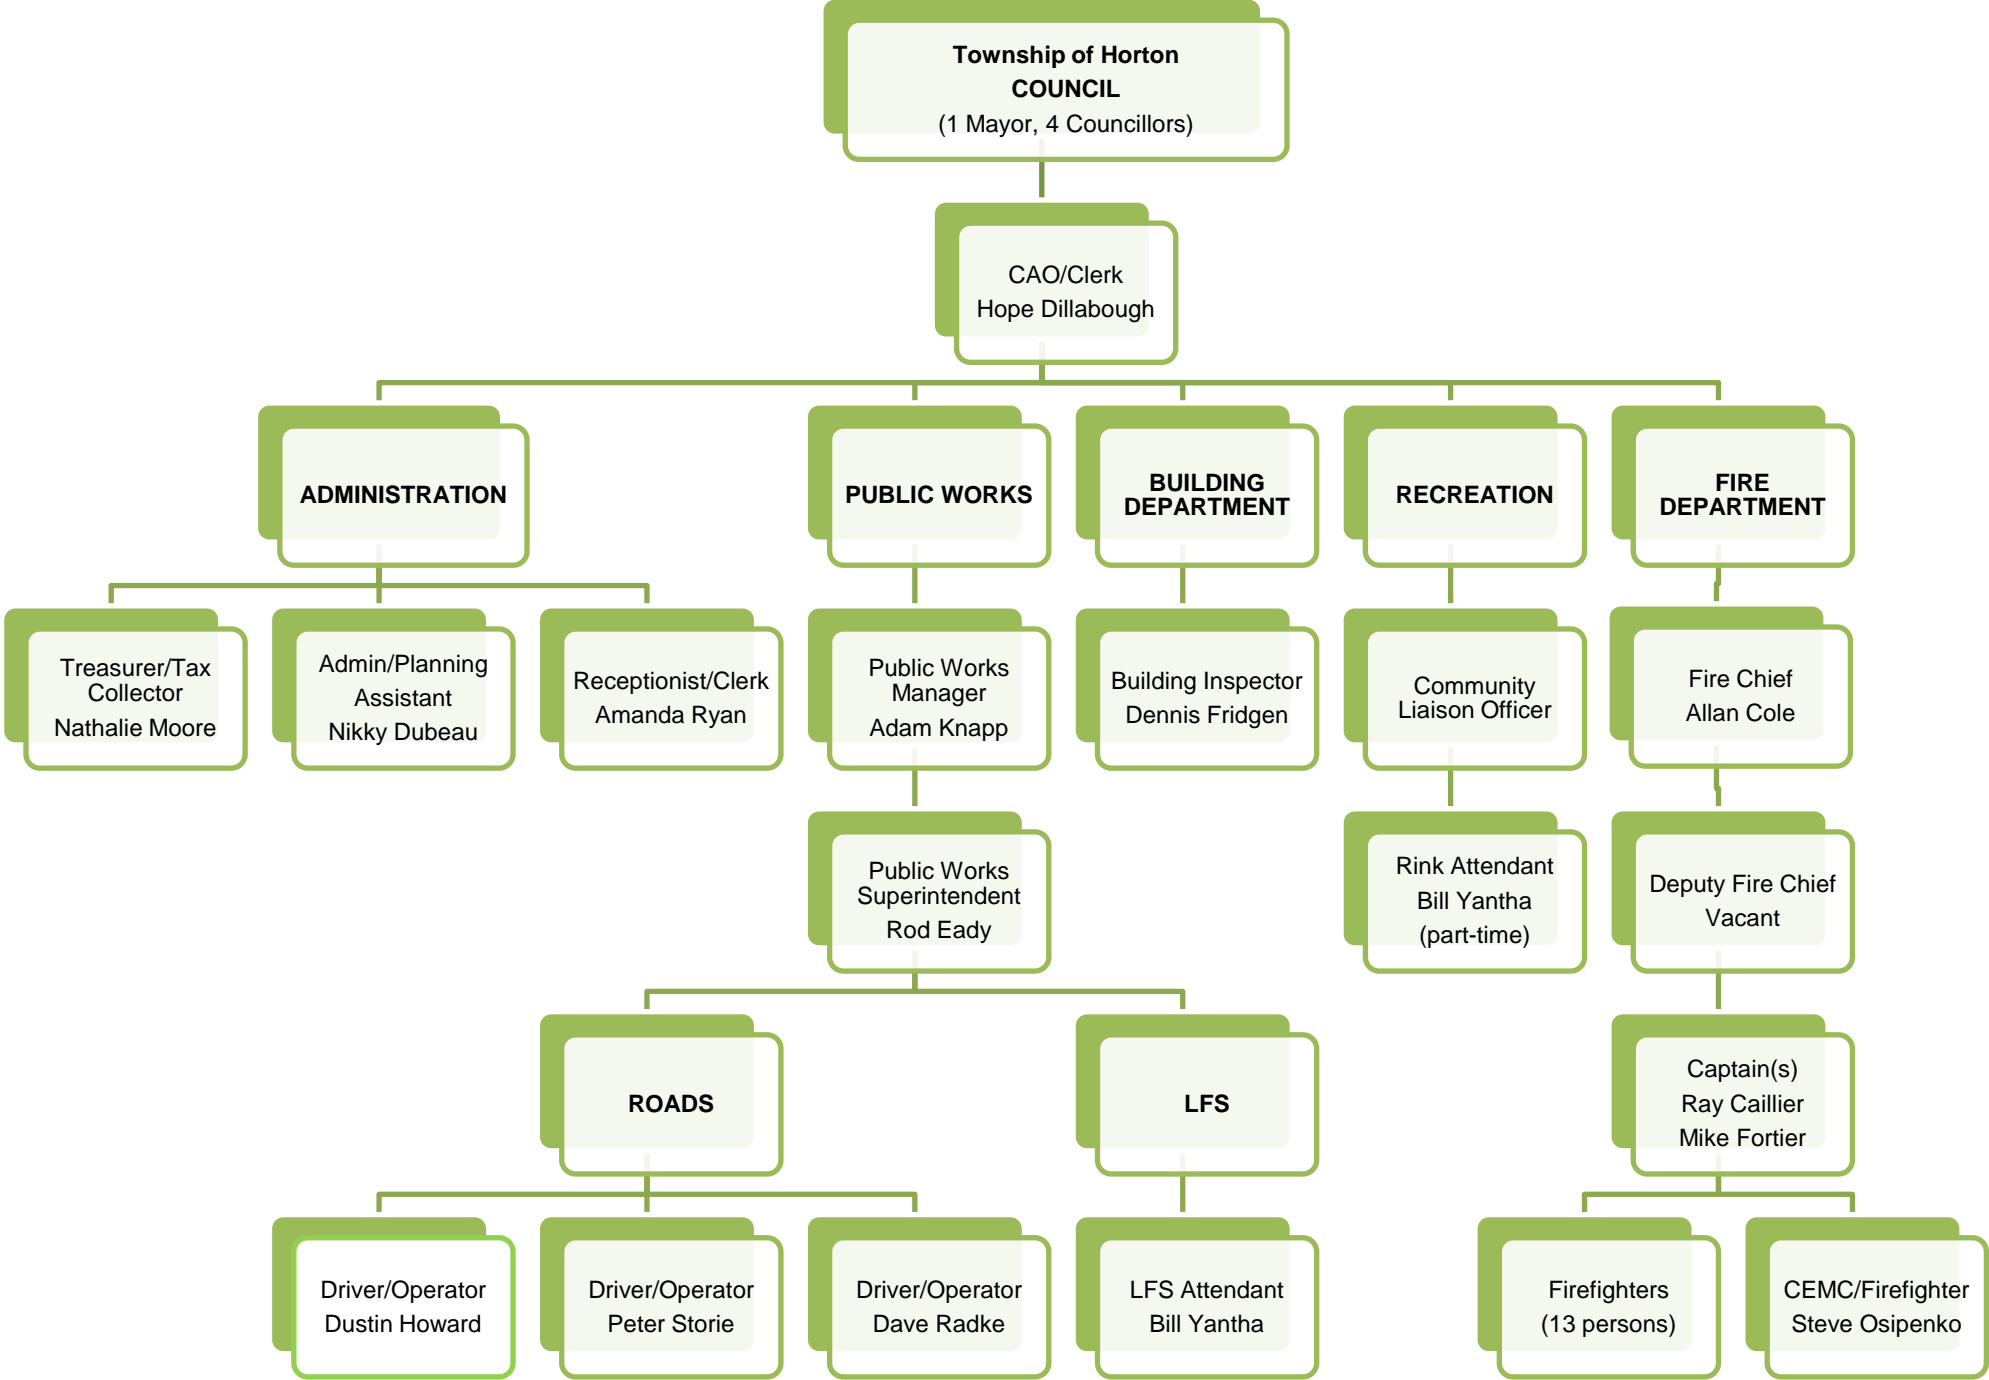 Township of Horton
COUNCIL
(1 Mayor, 4 Councillors)
CAO/Clerk
Hope Dillabough
ADMINISTRATION
PUBLIC WORKS
BUILDING
DEPARTMENT
RECREATION
FIRE
DEPARTMENT
Treasurer/Tax
Collector
Nathalie Moore
Admin/Planning
Assistant
Nikky Dubeau
Receptionist/Clerk
Amanda Ryan
Public Works
Manager
Adam Knapp
Building Inspector
Dennis Fridgen
Community
Liaison Officer
Fire Chief
Allan Cole
Public Works
Superintendent
Rod Eady
Rink Attendant
Bill Yantha
(part-time)
Deputy Fire Chief
Vacant
ROADS
LFS
Captain(s)
Ray Caillier
Mike Fortier
Driver/Operator
Dustin Howard
Driver/Operator
Peter Storie
Driver/Operator
Dave Radke
LFS Attendant
Bill Yantha
Firefighters
(13 persons)
CEMC/Firefighter
Steve Osipenko